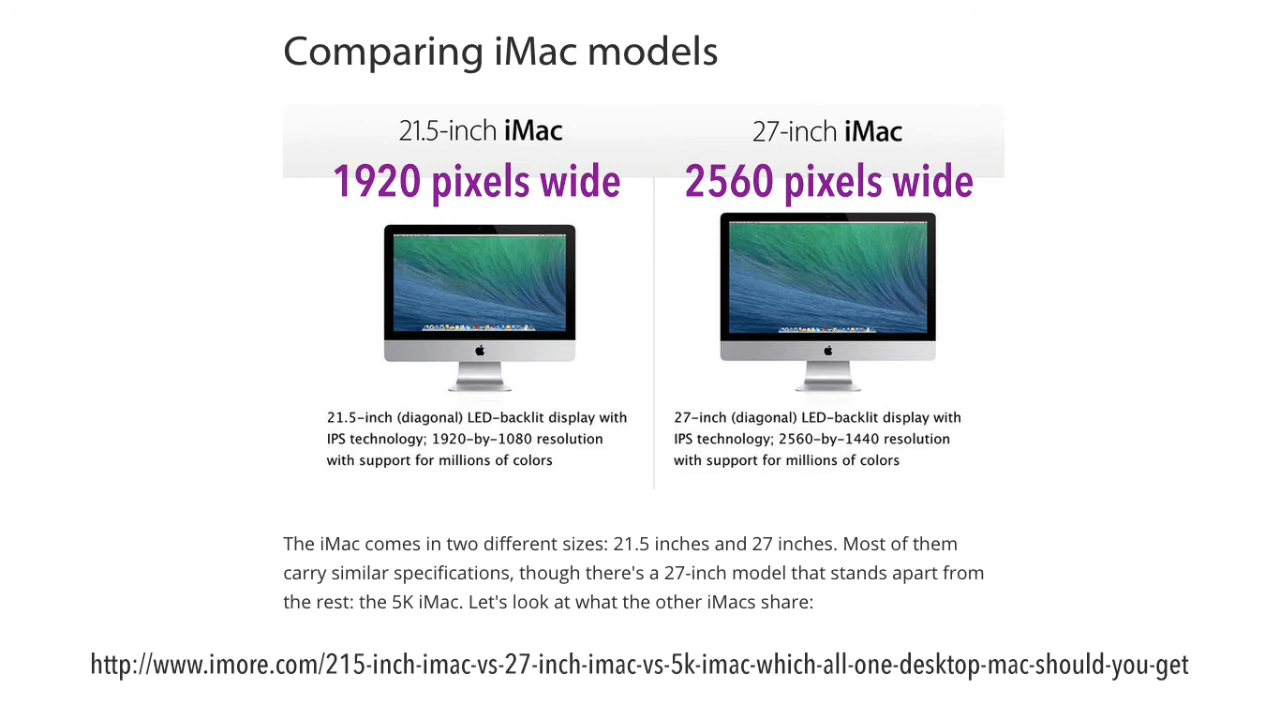 Comparing iMac models
21.5-inch iMac
1920 pixels wide
27-inch iMac
2560 pixels wide
21.5-inch (diagonal) LED-backlit display with
IPS technology; 1920-by-1080 resolution
with support for millions of colors
27-inch (diagonal) LED-backlit display with
IPS technology; 2560-by-1440 resolution
with support for millions of colors
The iMac comes in two different sizes: 21.5 inches and 27 inches. Most of them
carry similar specifications, though there's a 27-inch model that stands apart from
the rest: the 5K iMac. Let's look at what the other iMacs share:
http://www.imore.com/215-inch-imac-vs-27-inch-imac-vs-5k-imac-which-all-one-desktop-mac-should-you-get